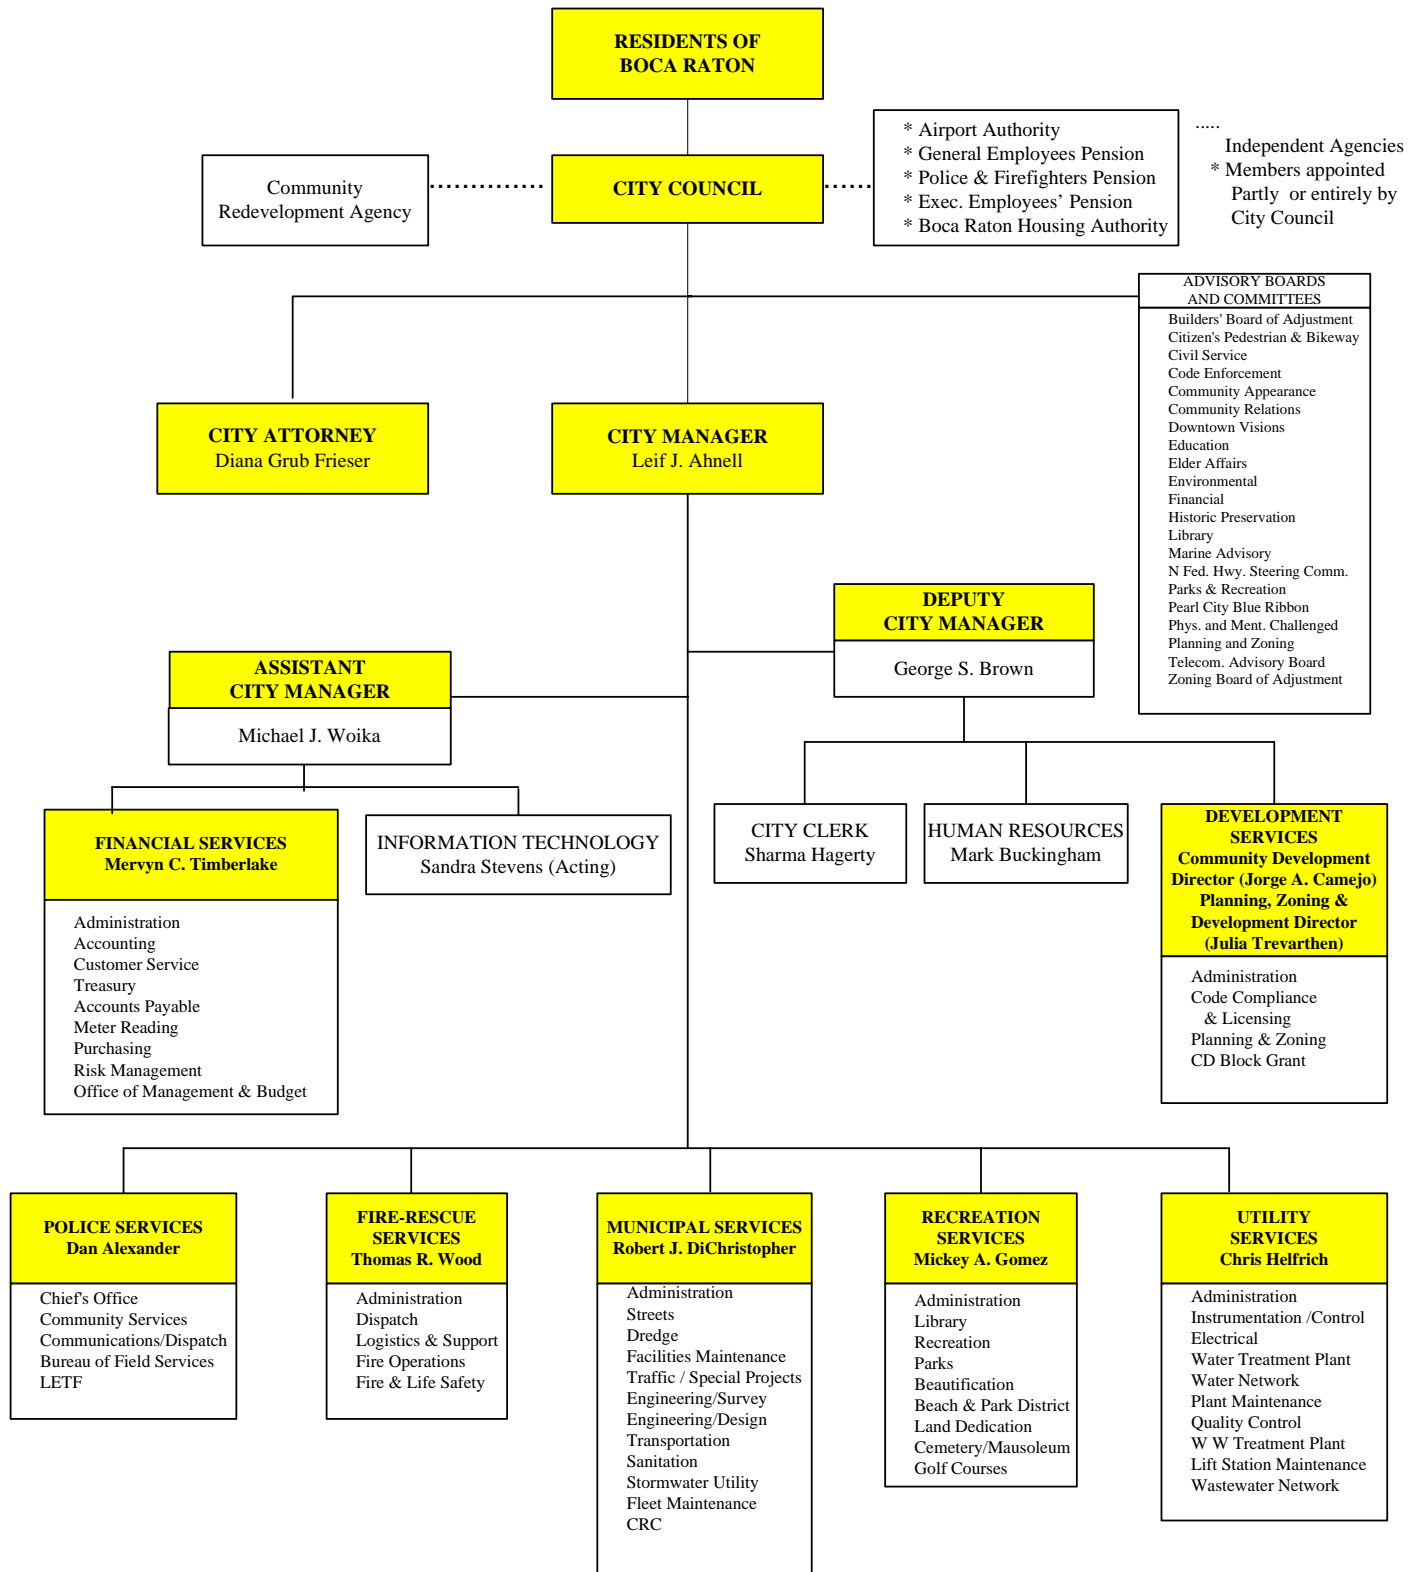 RESIDENTS OF
BOCA RATON
Community
Redevelopment Agency
CITY COUNCIL
* Airport Authority
* General Employees Pension
* Police & Firefighters Pension
* Exec. Employees' Pension
* Boca Raton Housing Authority
.....
Independent Agencies
* Members appointed
Partly or entirely by
City Council
ADVISORY BOARDS
AND COMMITTEES
Builders' Board of Adjustment
Citizen's Pedestrian & Bikeway
Civil Service
Code Enforcement
Community Appearance
Community Relations
Downtown Visions
Education
Elder Affairs
Environmental
Financial
Historic Preservation
Library
Marine Advisory
N Fed. Hwy. Steering Comm.
Parks & Recreation
Pearl City Blue Ribbon
Phys. and Ment. Challenged
Planning and Zoning
Telecom. Advisory Board
Zoning Board of Adjustment
CITY ATTORNEY
Diana Grub Frieser
CITY MANAGER
Leif J. Ahnell
DEPUTY
CITY MANAGER
George S. Brown
ASSISTANT
CITY MANAGER
Michael J. Woika
FINANCIAL SERVICES
Mervyn C. Timberlake
Administration
Accounting
Customer Service
Treasury
Accounts Payable
Meter Reading
Purchasing
Risk Management
Office of Management & Budget
INFORMATION TECHNOLOGY
Sandra Stevens (Acting)
CITY CLERK
Sharma Hagerty
HUMAN RESOURCES
Mark Buckingham
DEVELOPMENT
SERVICES
Community Development
Director (Jorge A. Camejo)
Planning, Zoning &
Development Director
(Julia Trevarthen)
Administration
Code Compliance
& Licensing
Planning & Zoning
CD Block Grant
POLICE SERVICES
Dan Alexander
Chief's Office
Community Services
Communications/Dispatch
Bureau of Field Services
LETF
FIRE-RESCUE
SERVICES
Thomas R. Wood
Administration
Dispatch
Logistics & Support
Fire Operations
Fire & Life Safety
MUNICIPAL SERVICES
Robert J. DiChristopher
Administration
Streets
Dredge
Facilities Maintenance
Traffic / Special Projects
Engineering/Survey
Engineering/Design
Transportation
Sanitation
Stormwater Utility
Fleet Maintenance
CRC
RECREATION
SERVICES
Mickey A. Gomez
Administration
Library
Recreation
Parks
Beautification
Beach & Park District
Land Dedication
Cemetery/Mausoleum
Golf Courses
UTILITY
SERVICES
Chris Helfrich
Administration
Instrumentation /Control
Electrical
Water Treatment Plant
Water Network
Plant Maintenance
Quality Control
W W Treatment Plant
Lift Station Maintenance
Wastewater Network